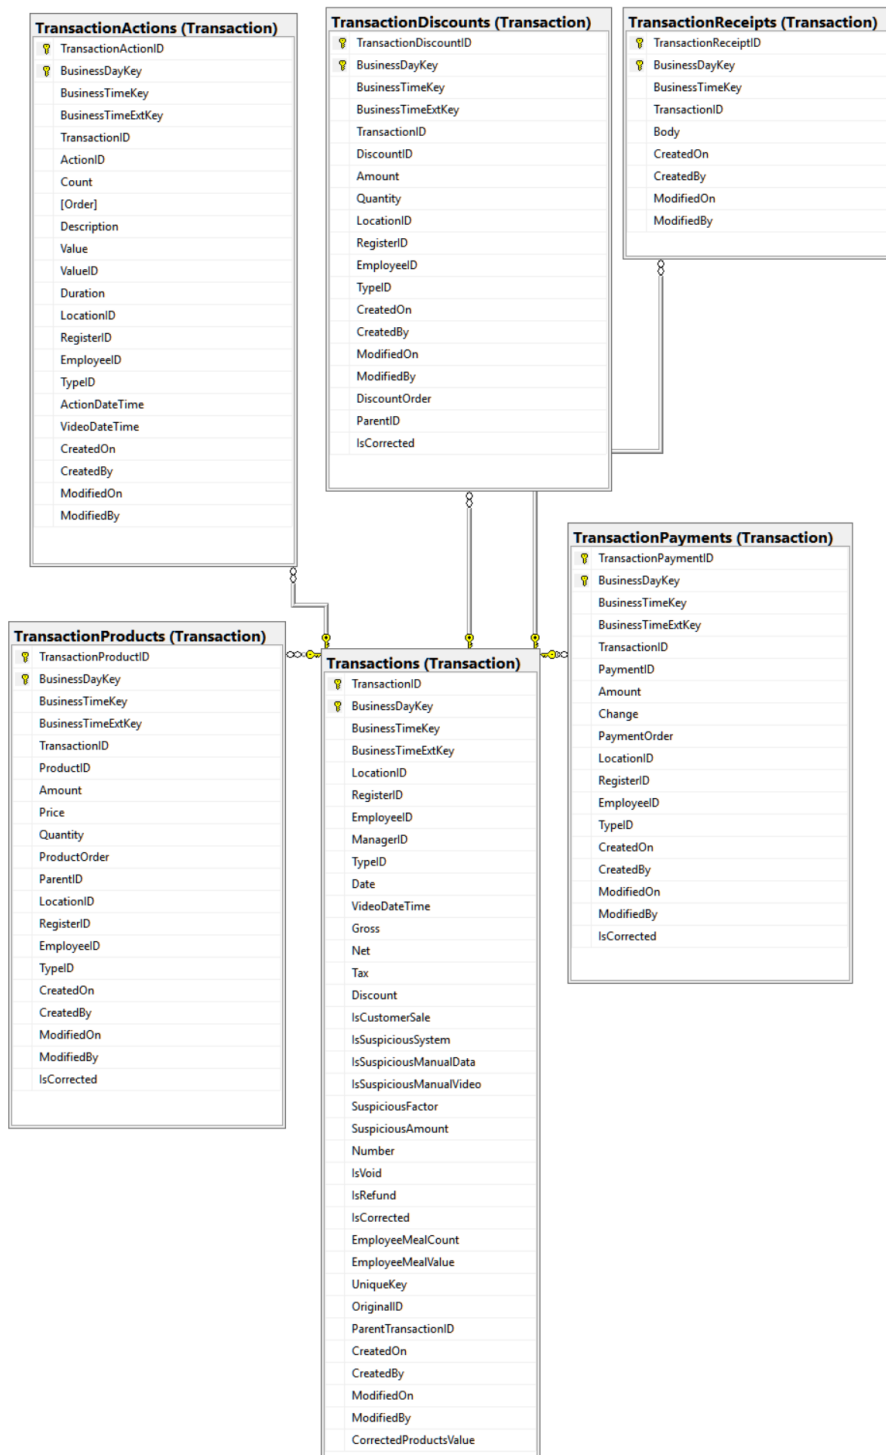 TransactionActions (Transaction)
TransactionActionID
BusinessDayKey
BusinessTimeKey
BusinessTimeExtKey
TransactionID
ActionID
Count
[Order]
Description
Value
ValueID
Duration
LocationID
RegisterID
EmployeeID
TypeID
ActionDateTime
VideoDateTime
CreatedOn
CreatedBy
ModifiedOn
ModifiedBy
TransactionDiscounts (Transaction)
TransactionDiscountID
BusinessDayKey
BusinessTimeKey
BusinessTimeExtKey
TransactionID
DiscountID
Amount
Quantity
LocationID
RegisterID
EmployeeID
TypeID
CreatedOn
CreatedBy
ModifiedOn
ModifiedBy
DiscountOrder
ParentID
IsCorrected
TransactionReceipts (Transaction)
TransactionReceiptID
BusinessDayKey
BusinessTimeKey
TransactionID
Body
CreatedOn
CreatedBy
ModifiedOn
ModifiedBy
TransactionProducts (Transaction)
TransactionProductID
BusinessDayKey
BusinessTimeKey
BusinessTimeExtKey
TransactionID
ProductID
Amount
Price
Quantity
ProductOrder
ParentID
LocationID
RegisterID
EmployeeID
TypeID
CreatedOn
CreatedBy
ModifiedOn
ModifiedBy
IsCorrected
Transactions (Transaction)
TransactionID
BusinessDayKey
BusinessTimeKey
BusinessTimeExtKey
LocationID
RegisterID
EmployeeID
ManagerID
TypeID
Date
VideoDateTime
Gross
Net
Tax
Discount
IsCustomerSale
IsSuspiciousSystem
IsSuspiciousManualData
IsSuspiciousManualVideo
SuspiciousFactor
SuspiciousAmount
Number
IsVoid
IsRefund
IsCorrected
EmployeeMealCount
EmployeeMealValue
UniqueKey
OriginalID
ParentTransactionID
CreatedOn
CreatedBy
ModifiedOn
ModifiedBy
CorrectedProductsValue
TransactionPayments (Transaction)
TransactionPaymentID
BusinessDayKey
BusinessTimeKey
BusinessTimeExtKey
TransactionID
PaymentID
Amount
Change
PaymentOrder
LocationID
RegisterID
EmployeeID
TypeID
CreatedOn
CreatedBy
ModifiedOn
ModifiedBy
IsCorrected